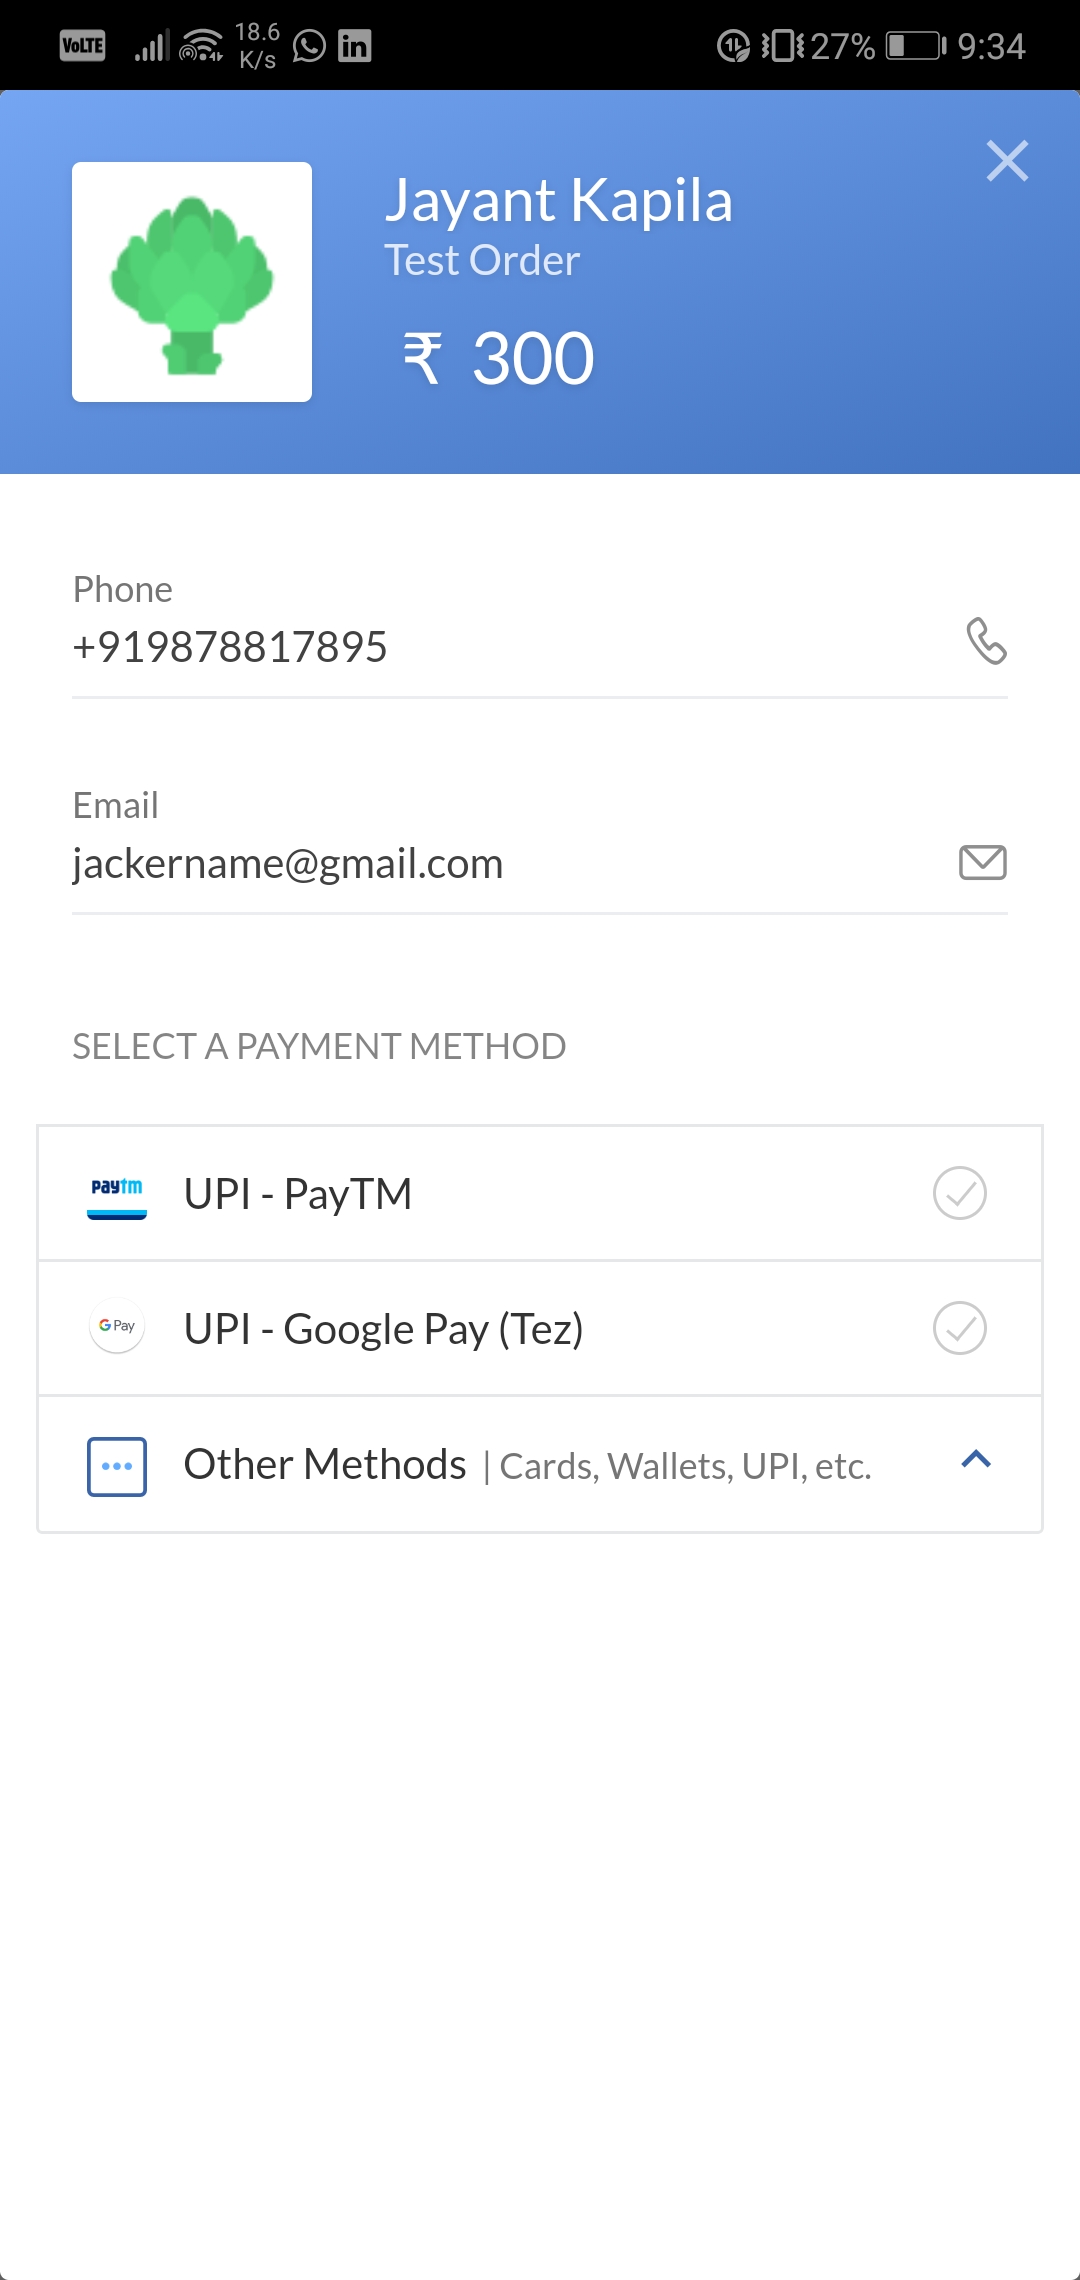 VoLTE 18.6 K/s in 27% 9:34
Jayant Kapila
Test Order
₹ 300
Phone
+919878817895
Email
jackername@gmail.com
SELECT A PAYMENT METHOD
paytm UPI - PayTM
G Pay UPI - Google Pay (Tez)
Other Methods | Cards, Wallets, UPI, etc.